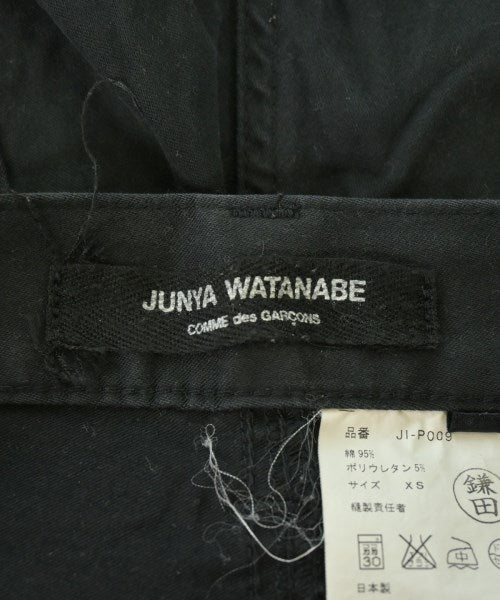 JUNYA WATANABE
COMME des GARÇONS
品番 JI-P009
綿 95%
ポリウレタン 5%
サイズ XS
縫製責任者
鎌田
30
中
日本製